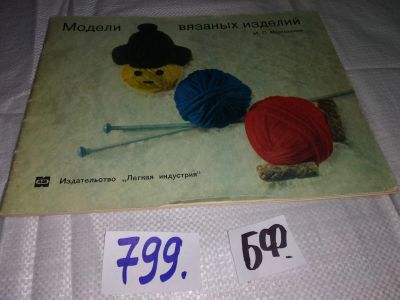 Модели вязаных изделий
Издательство „Легкая индустрия"
799.
БФ.